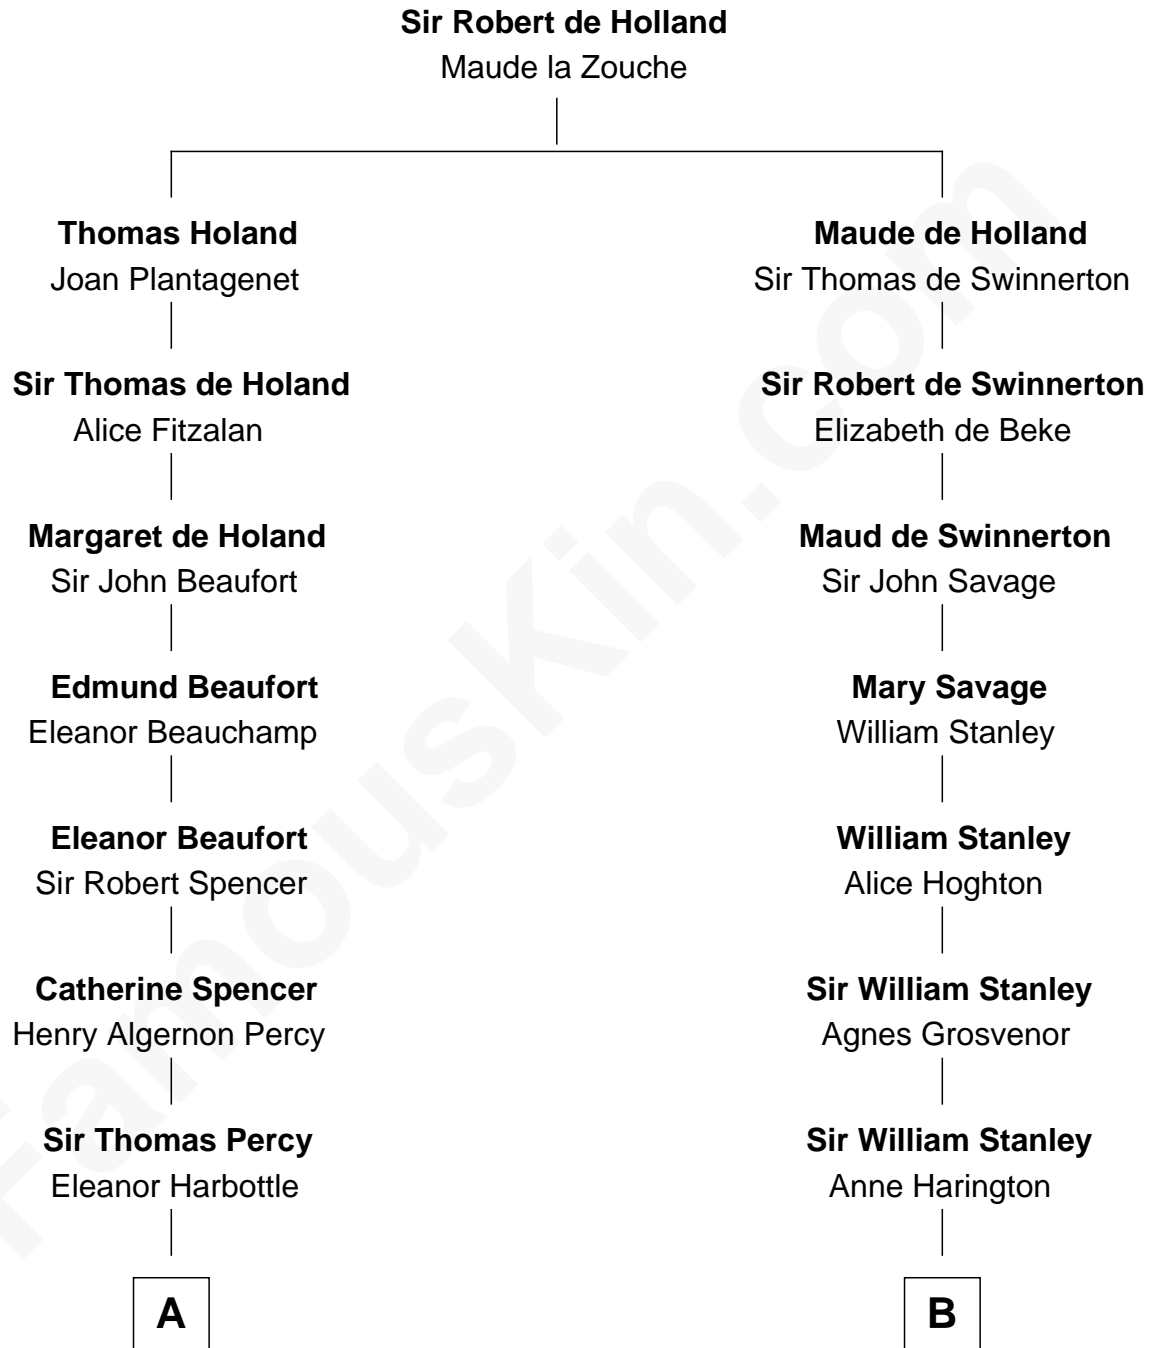 Sir Robert de Holland
Maude la Zouche
Thomas Holand
Joan Plantagenet
Maude de Holland
Sir Thomas de Swinnerton
Sir Thomas de Holand
Alice Fitzalan
Sir Robert de Swinnerton
Elizabeth de Beke
Margaret de Holand
Sir John Beaufort
Maud de Swinnerton
Sir John Savage
Edmund Beaufort
Eleanor Beauchamp
Mary Savage
William Stanley
Eleanor Beaufort
Sir Robert Spencer
William Stanley
Alice Hoghton
Catherine Spencer
Henry Algernon Percy
Sir William Stanley
Agnes Grosvenor
Sir Thomas Percy
Eleanor Harbottle
Sir William Stanley
Anne Harington
A
B
FamousKin.com